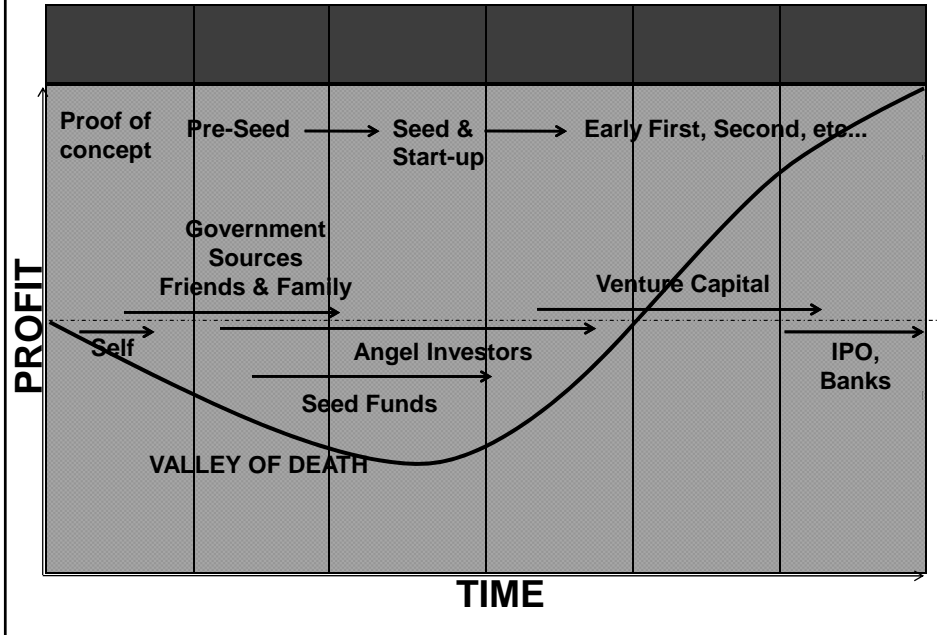 Proof of
concept
Pre-Seed
Seed &
Start-up
Early First, Second, etc...
Government
Sources
Friends & Family
Venture Capital
Self
Angel Investors
IPO,
Banks
Seed Funds
VALLEY OF DEATH
PROFIT
TIME